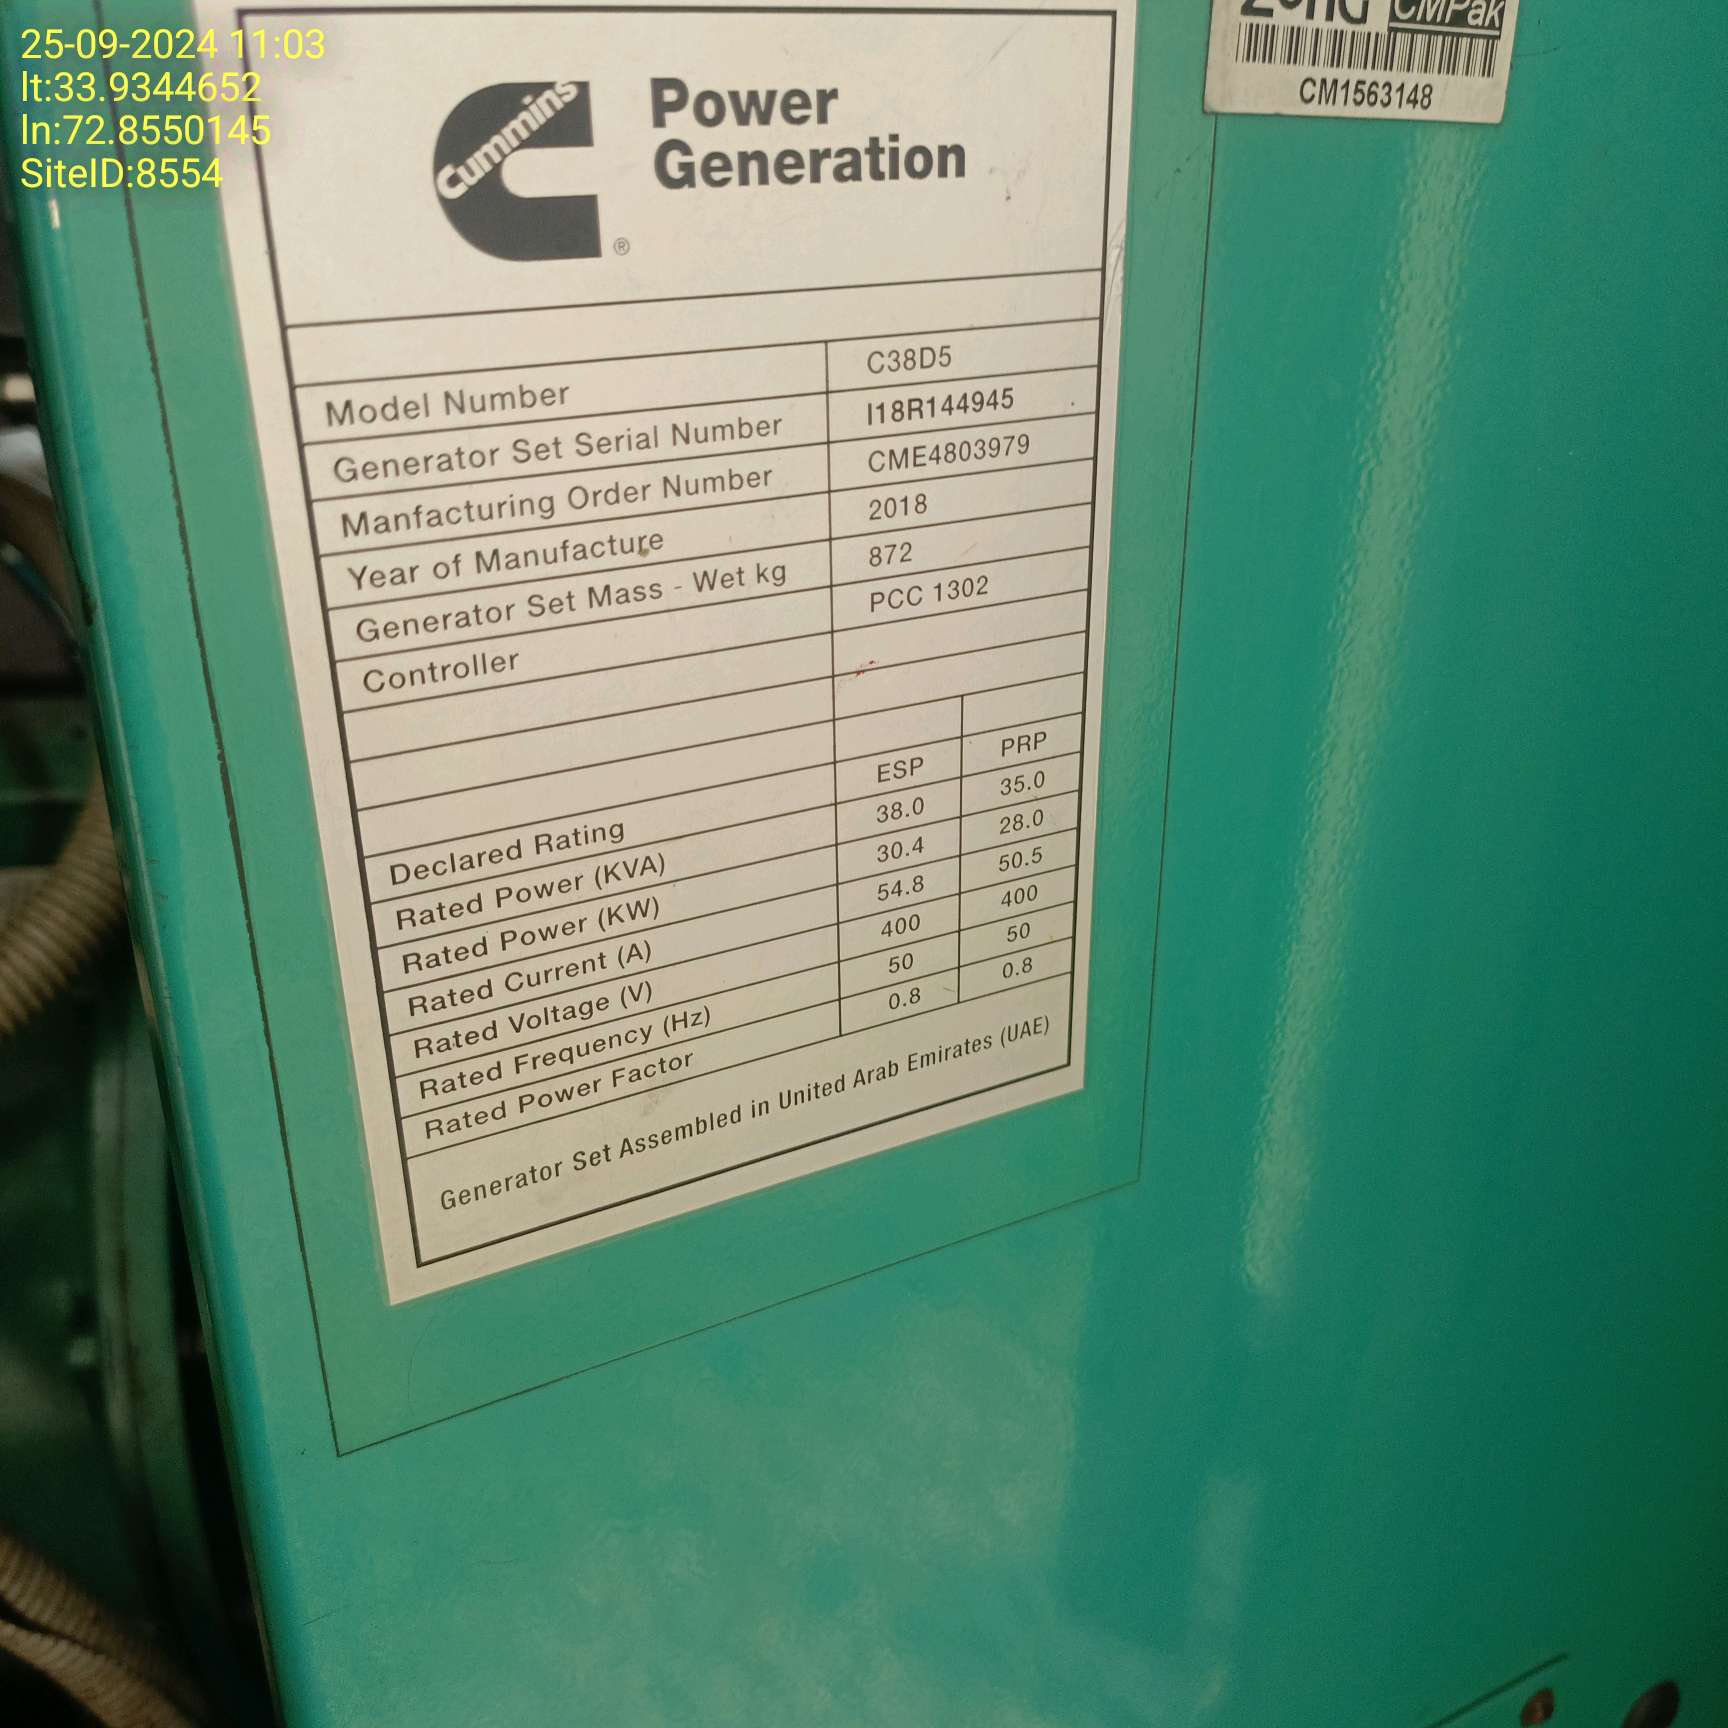 25-09-2024 11:03
lt:33.9344652
ln:72.8550145
SiteID:8554
Cummins
Power
Generation
®
CMPak
CM1563148
Model Number C38D5
Generator Set Serial Number I18R144945
Manfacturing Order Number CME4803979
Year of Manufacture 2018
Generator Set Mass - Wet kg 872
Controller PCC 1302
Declared Rating ESP PRP
Rated Power (KVA) 38.0 35.0
Rated Power (KW) 30.4 28.0
Rated Current (A) 54.8 50.5
Rated Voltage (V) 400 400
Rated Frequency (Hz) 50 50
Rated Power Factor 0.8 0.8
Generator Set Assembled in United Arab Emirates (UAE)